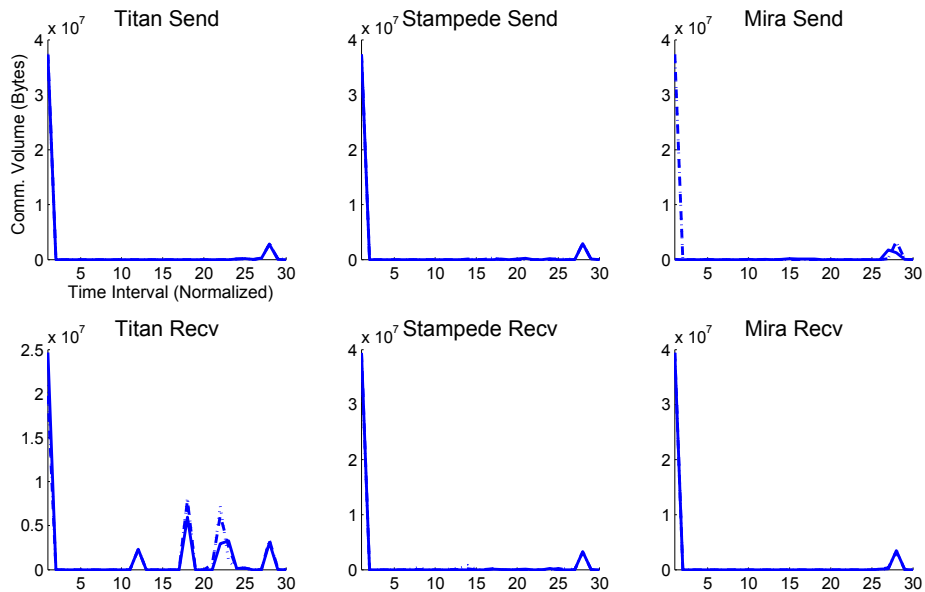 Titan Send
x 10^7
Comm. Volume (Bytes)
4
3
2
1
0
5 10 15 20 25 30
Time Interval (Normalized)
Stampede Send
x 10^7
4
3
2
1
0
5 10 15 20 25 30
Mira Send
x 10^7
4
3
2
1
0
5 10 15 20 25 30
Titan Recv
x 10^7
2.5
2
1.5
1
0.5
0
0 5 10 15 20 25 30
Stampede Recv
x 10^7
4
3
2
1
0
0 5 10 15 20 25 30
Mira Recv
x 10^7
4
3
2
1
0
0 5 10 15 20 25 30